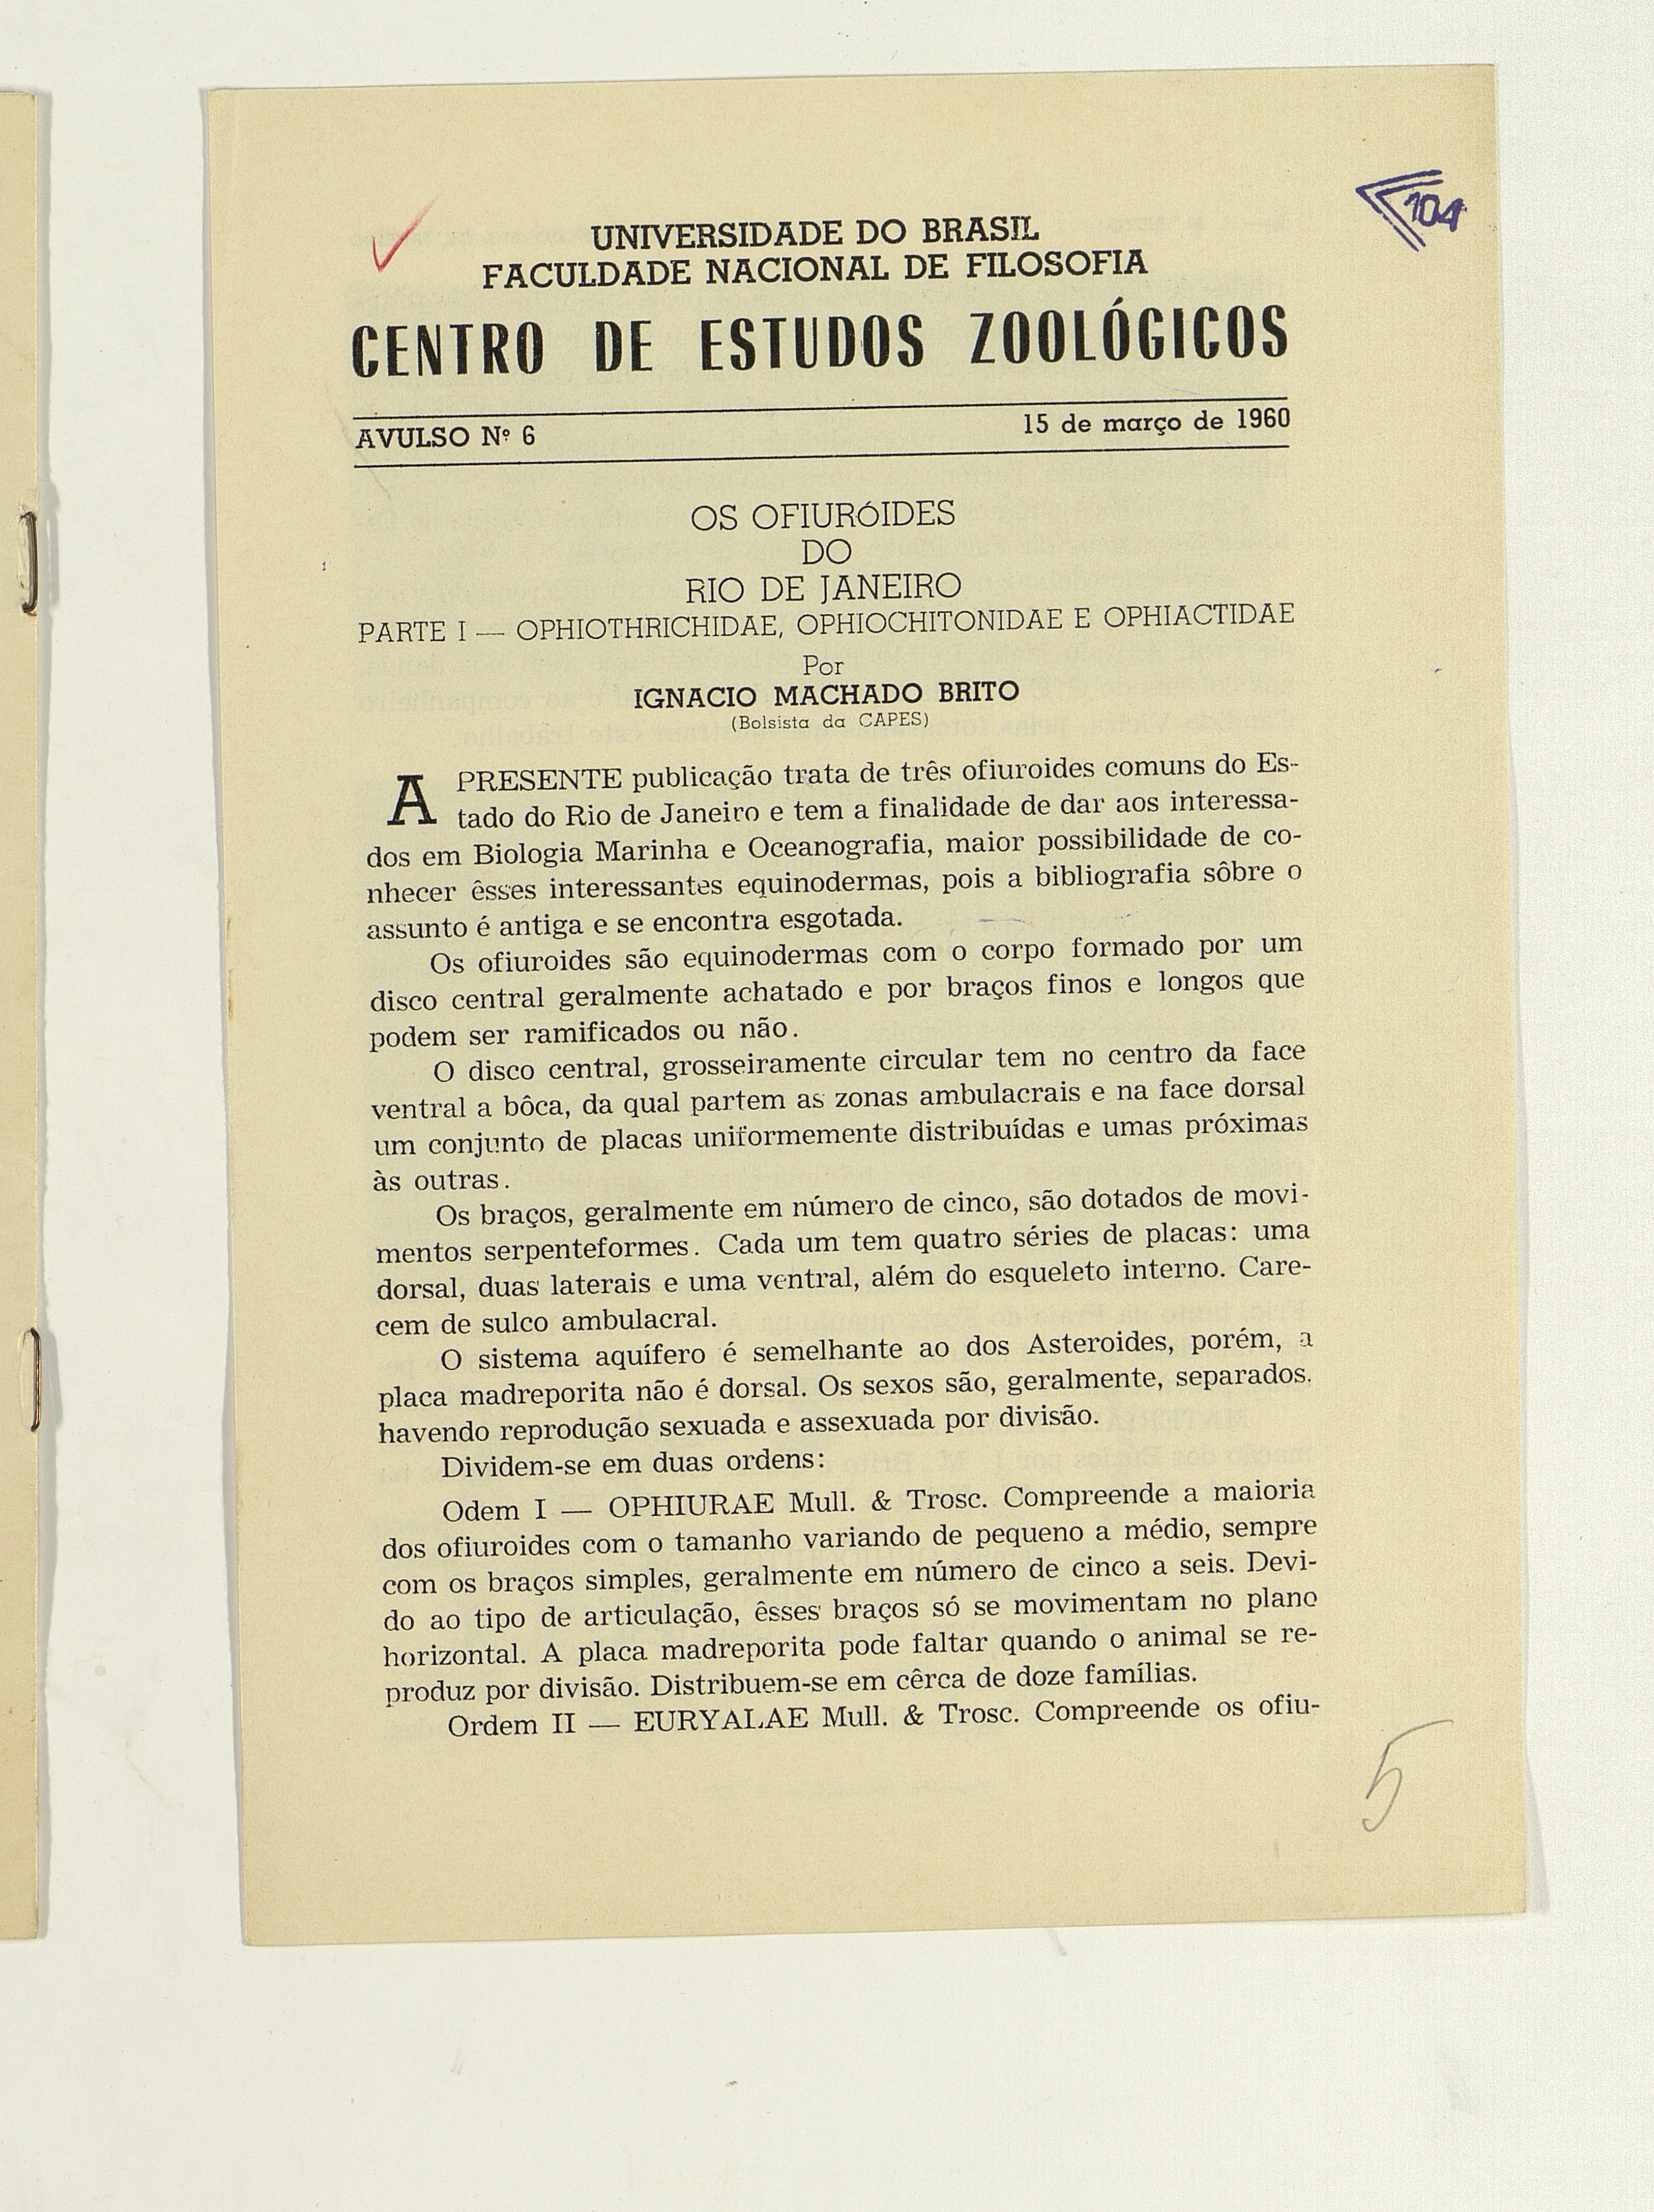 104
UNIVERSIDADE DO BRASIL
FACULDADE NACIONAL DE FILOSOFIA
CENTRO DE ESTUDOS ZOOLÓGICOS
AVULSO Nº 6
15 de março de 1960
OS OFIURÓIDES
DO
RIO DE JANEIRO
PARTE I — OPHIOTHRICHIDAE, OPHIOCHITONIDAE E OPHIACTIDAE
Por
IGNACIO MACHADO BRITO
(Bolsista da CAPES)
A PRESENTE publicação trata de três ofiuroides comuns do Es-
tado do Rio de Janeiro e tem a finalidade de dar aos interessa-
dos em Biologia Marinha e Oceanografia, maior possibilidade de co-
nhecer êsses interessantes equinodermas, pois a bibliografia sôbre o
assunto é antiga e se encontra esgotada.
Os ofiuroides são equinodermas com o corpo formado por um
disco central geralmente achatado e por braços finos e longos que
podem ser ramificados ou não.
O disco central, grosseiramente circular tem no centro da face
ventral a bôca, da qual partem as zonas ambulacrais e na face dorsal
um conjunto de placas uniformemente distribuídas e umas próximas
às outras.
Os braços, geralmente em número de cinco, são dotados de movi-
mentos serpenteformes. Cada um tem quatro séries de placas: uma
dorsal, duas laterais e uma ventral, além do esqueleto interno. Care-
cem de sulco ambulacral.
O sistema aquífero é semelhante ao dos Asteroides, porém, a
placa madreporita não é dorsal. Os sexos são, geralmente, separados.
havendo reprodução sexuada e assexuada por divisão.
Dividem-se em duas ordens:
Odem I — OPHIURAE Mull. & Trosc. Compreende a maioria
dos ofiuroides com o tamanho variando de pequeno a médio, sempre
com os braços simples, geralmente em número de cinco a seis. Devi-
do ao tipo de articulação, êsses braços só se movimentam no plano
horizontal. A placa madreporita pode faltar quando o animal se re-
produz por divisão. Distribuem-se em cêrca de doze famílias.
Ordem II — EURYALAE Mull. & Trosc. Compreende os ofiu-
5